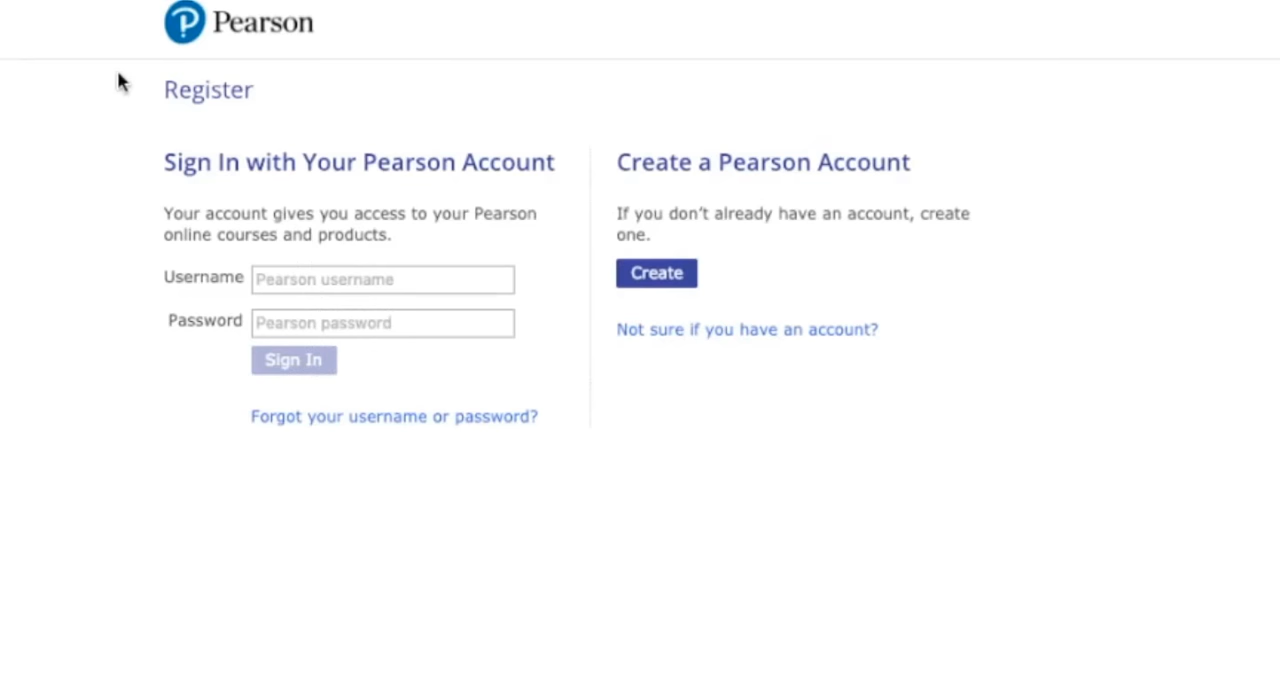 Pearson
Register
Sign In with Your Pearson Account
Your account gives you access to your Pearson
online courses and products.
Username Pearson username
Password Pearson password
Sign In
Forgot your username or password?
Create a Pearson Account
If you don't already have an account, create
one.
Create
Not sure if you have an account?